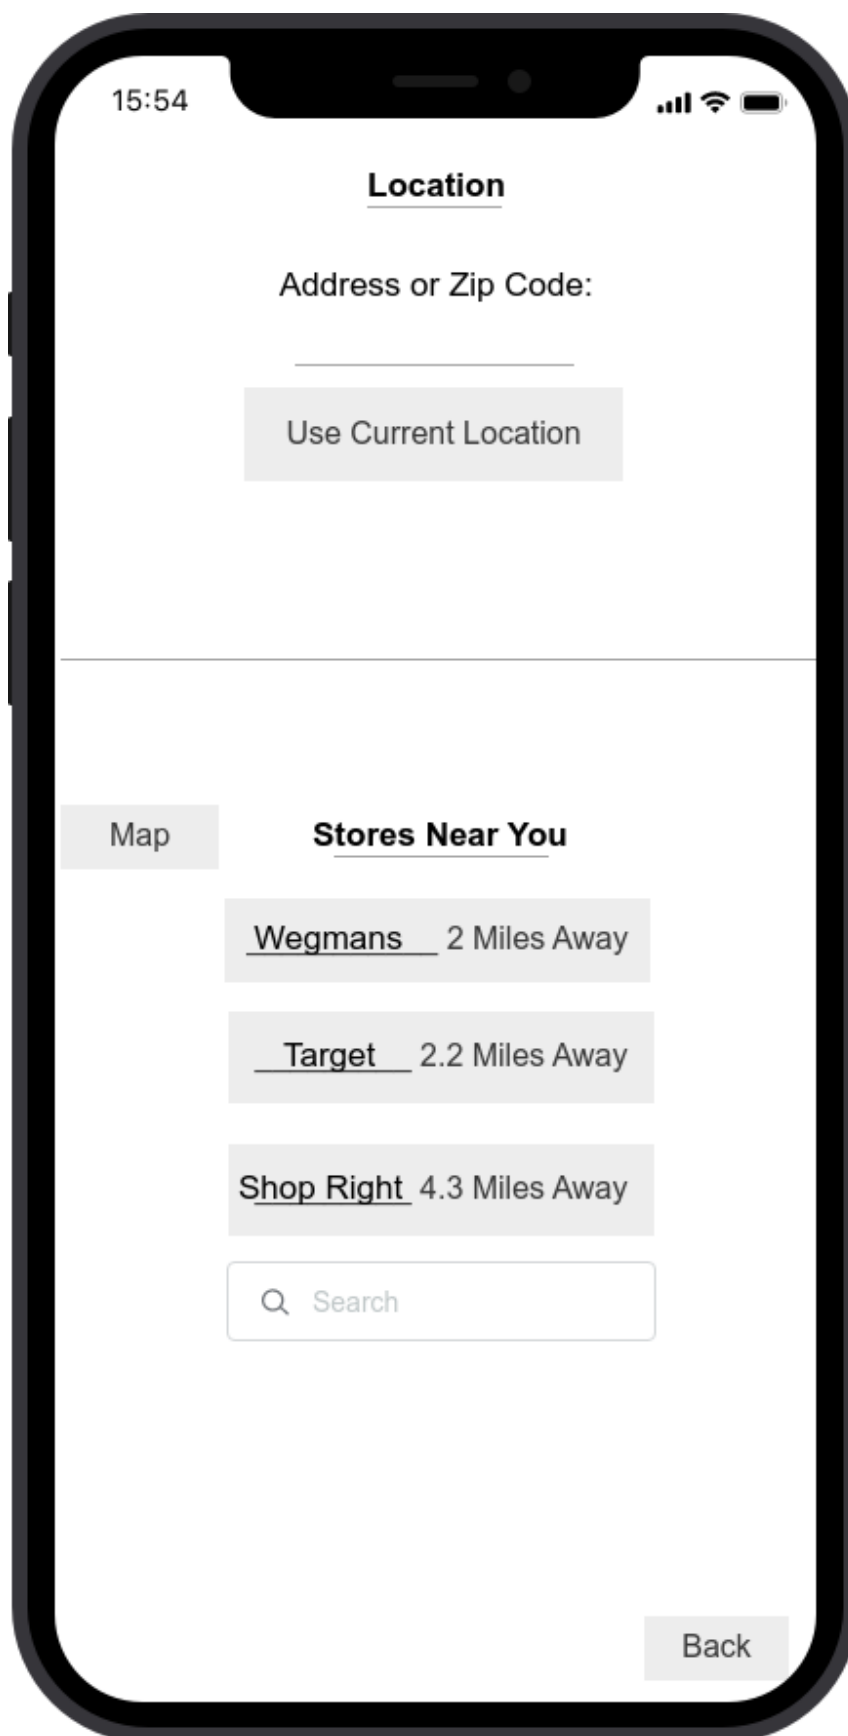 15:54
Location
Address or Zip Code:
Use Current Location
Map
Stores Near You
Wegmans 2 Miles Away
Target 2.2 Miles Away
Shop Right 4.3 Miles Away
Search
Back